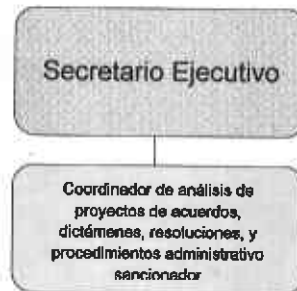 Secretario Ejecutivo
Coordinador de análisis de
proyectos de acuerdos,
dictámenes, resoluciones, y
procedimientos administrativo
sancionador